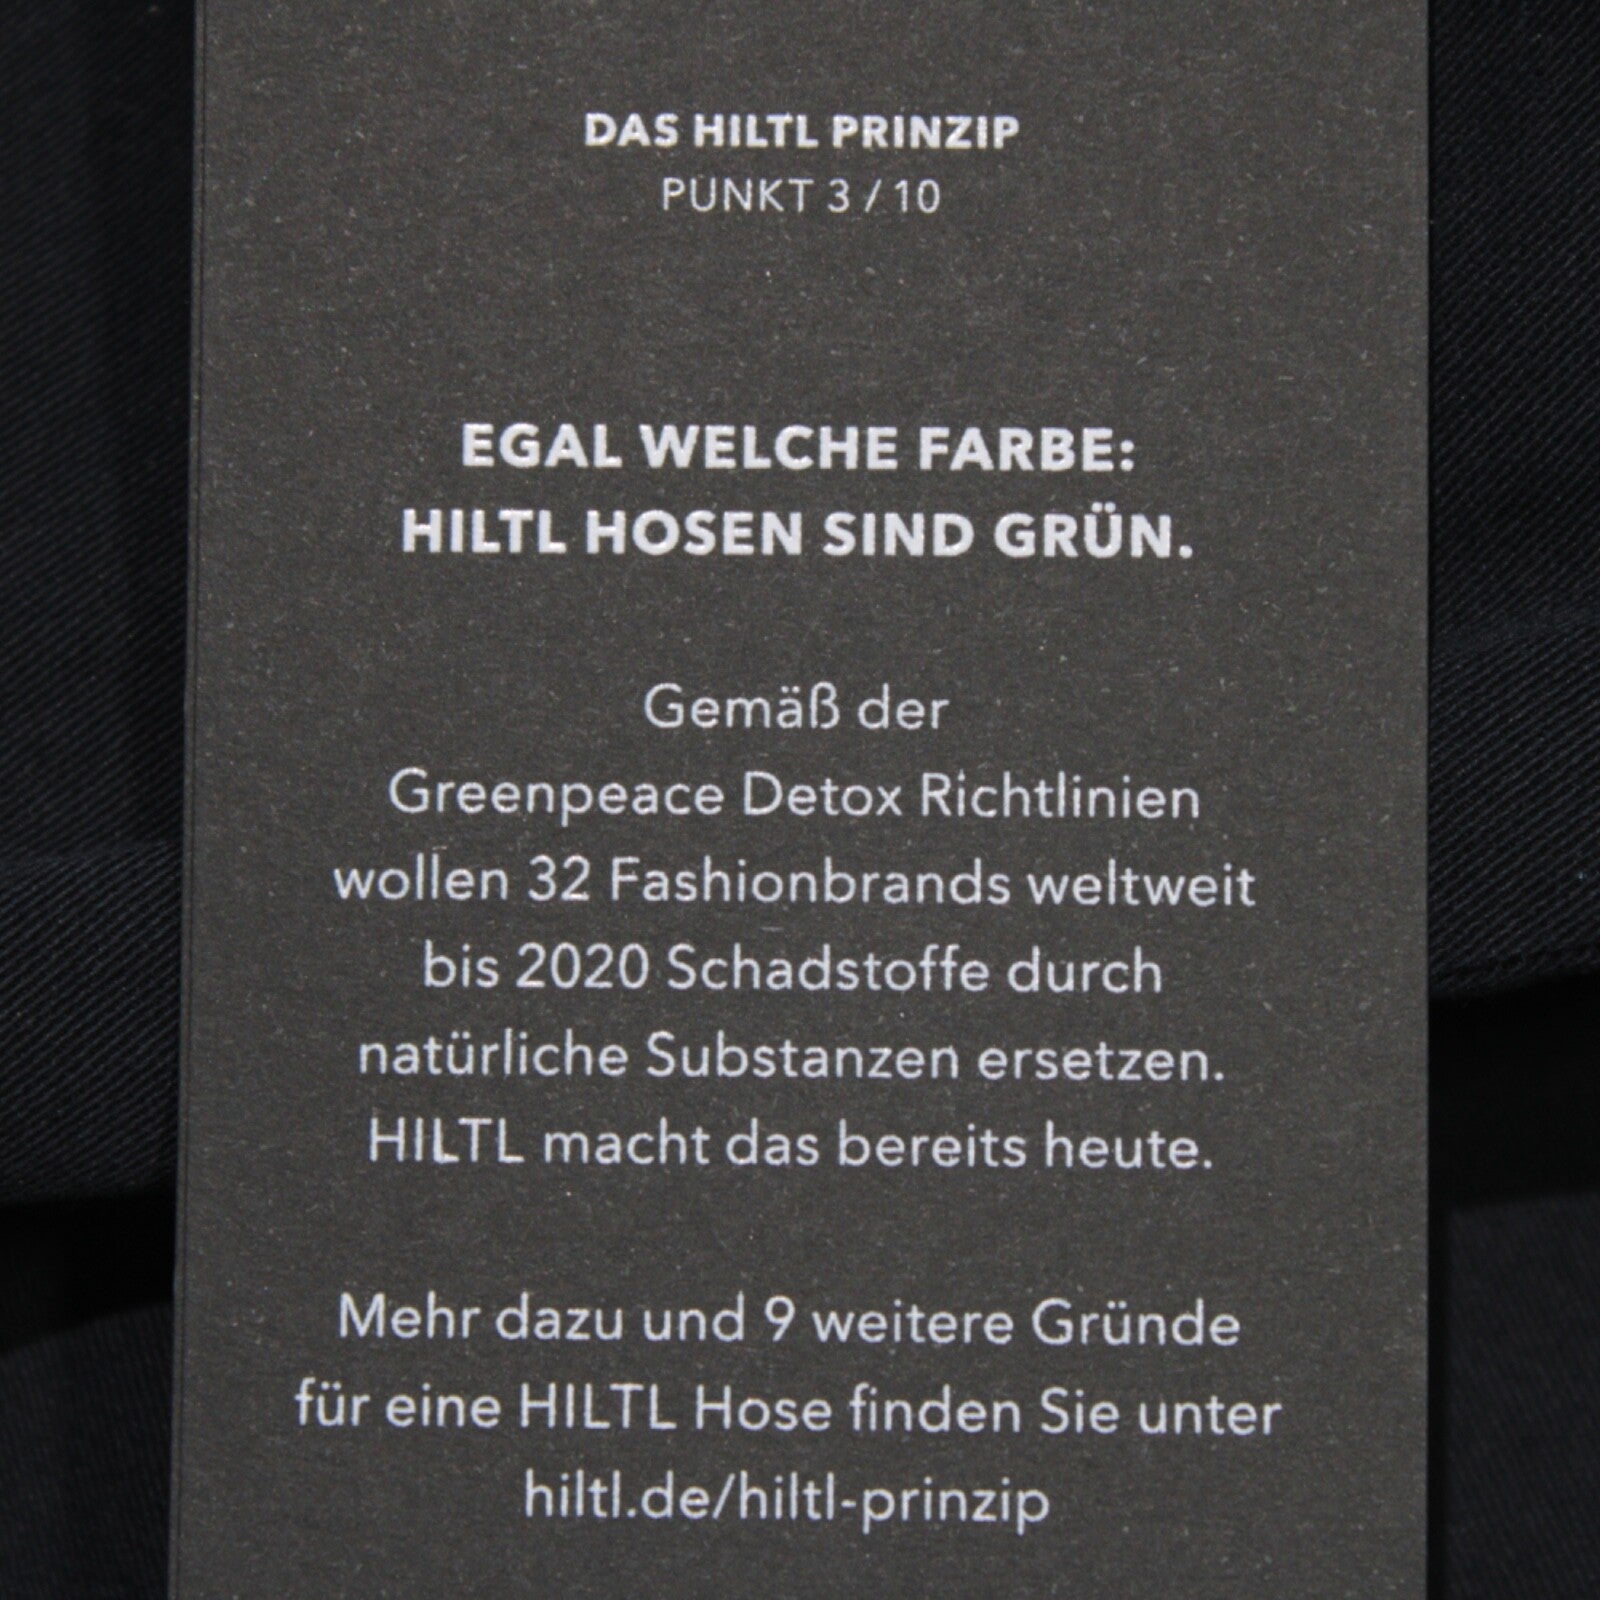 DAS HILTL PRINZIP
PUNKT 3 / 10
EGAL WELCHE FARBE:
HILTL HOSEN SIND GRÜN.
Gemäß der
Greenpeace Detox Richtlinien
wollen 32 Fashionbrands weltweit
bis 2020 Schadstoffe durch
natürliche Substanzen ersetzen.
HILTL macht das bereits heute.
Mehr dazu und 9 weitere Gründe
für eine HILTL Hose finden Sie unter
hiltl.de/hiltl-prinzip